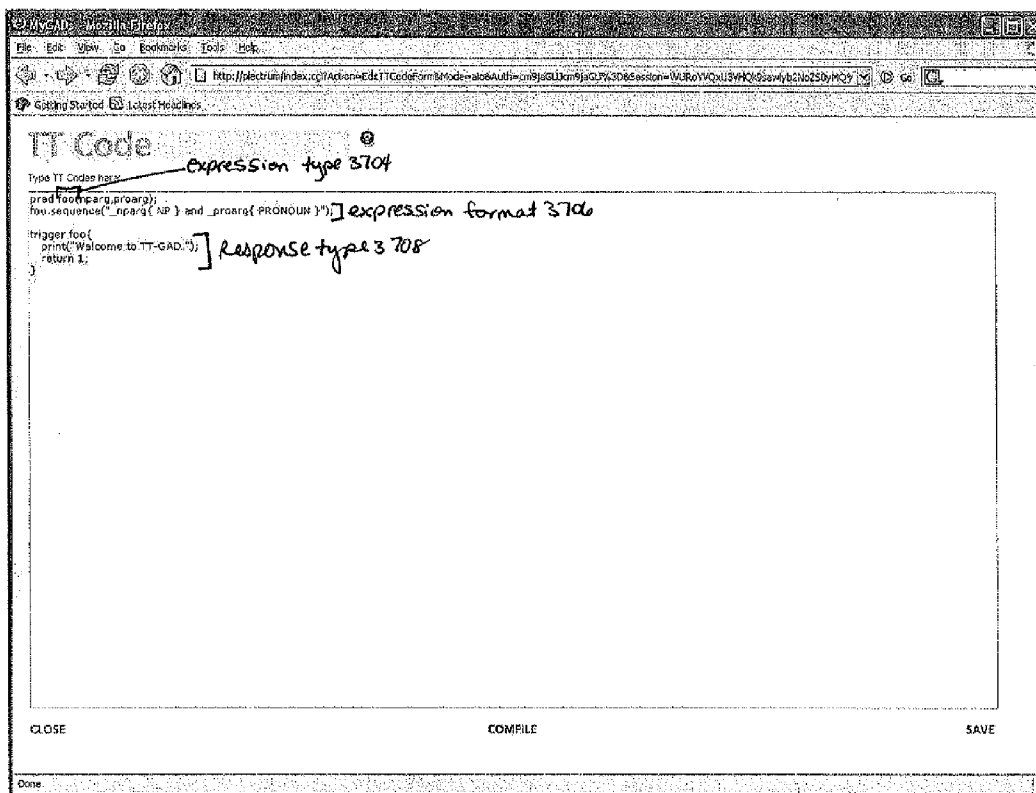 MyGAD - Mozilla Firefox
File Edit View Go Bookmarks Tools Help
Go
Getting Started Latest Headlines
TT Code
expression type 3704
Type TT Codes here:
pred foo(nparg,proarg);
foo.sequence("_nparg{ NP } and _proarg{ PRONOUN }"); expression format 3706
trigger foo{
print("Welcome to TT-GAD."); Response type 3708
return 1;
}
CLOSE COMPILE SAVE
Done